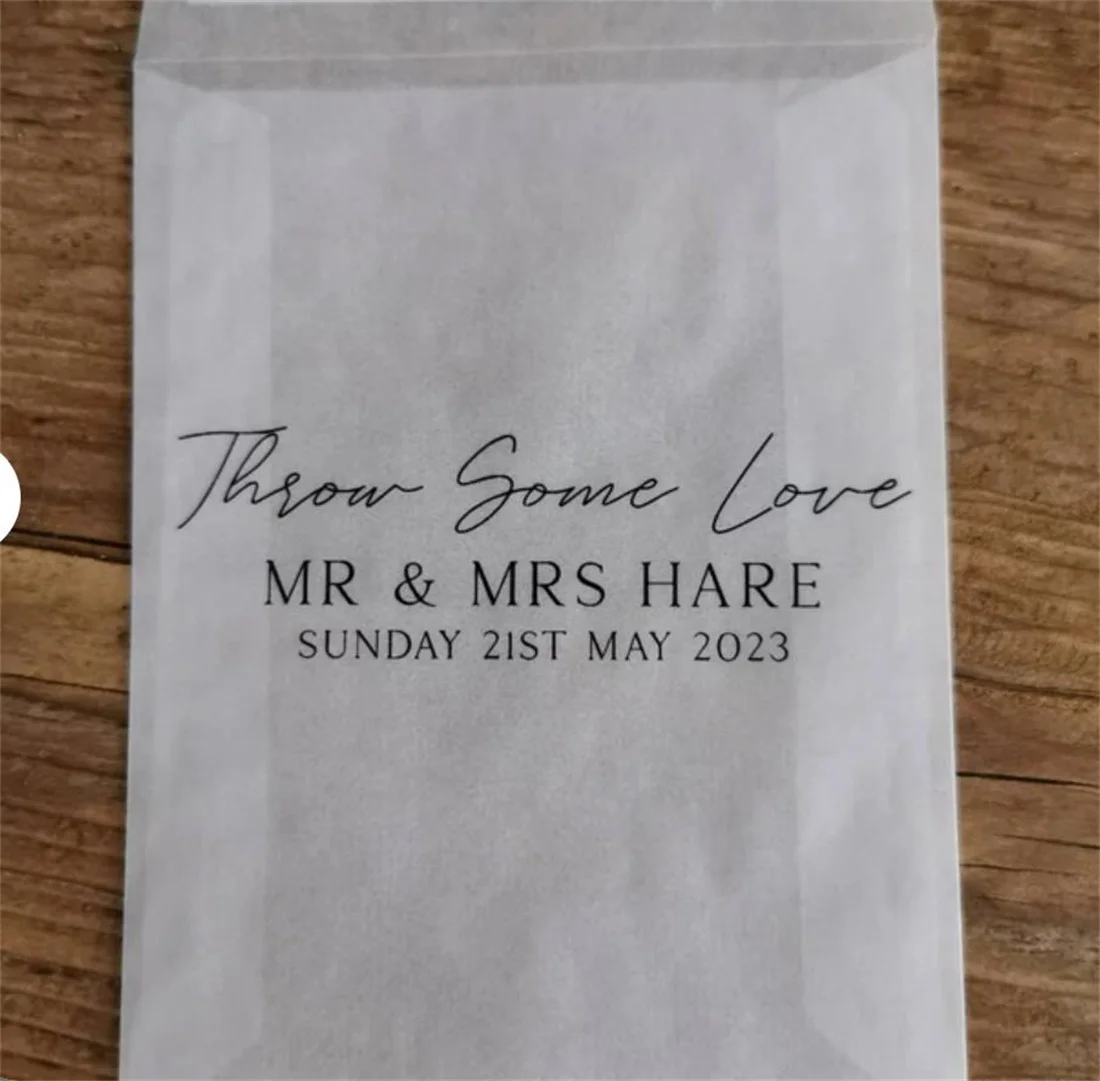 Throw Some Love
MR & MRS HARE
SUNDAY 21ST MAY 2023